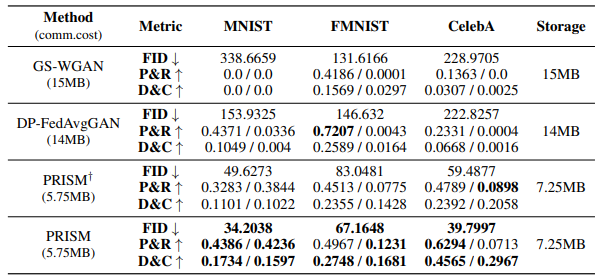 Method Metric MNIST FMNIST CelebA Storage
(comm.cost)
FID ↓ 338.6659 131.6166 228.9705
GS-WGAN P&R ↑ 0.0 / 0.0 0.4186 / 0.0001 0.1363 / 0.0 15MB
(15MB) D&C ↑ 0.0 / 0.0 0.1569 / 0.0297 0.0307 / 0.0025
FID ↓ 153.9325 146.632 222.8257
DP-FedAvgGAN P&R ↑ 0.4371 / 0.0336 0.7207 / 0.0043 0.2331 / 0.0004 14MB
(14MB) D&C ↑ 0.1049 / 0.004 0.2589 / 0.0164 0.0668 / 0.0016
FID ↓ 49.6273 83.0481 59.4877
PRISM† P&R ↑ 0.3283 / 0.3844 0.4513 / 0.0775 0.4789 / 0.0898 7.25MB
(5.75MB) D&C ↑ 0.1101 / 0.1022 0.2355 / 0.1428 0.2392 / 0.2058
FID ↓ 34.2038 67.1648 39.7997
PRISM P&R ↑ 0.4386 / 0.4236 0.4967 / 0.1231 0.6294 / 0.0713 7.25MB
(5.75MB) D&C ↑ 0.1734 / 0.1597 0.2748 / 0.1681 0.4565 / 0.2967